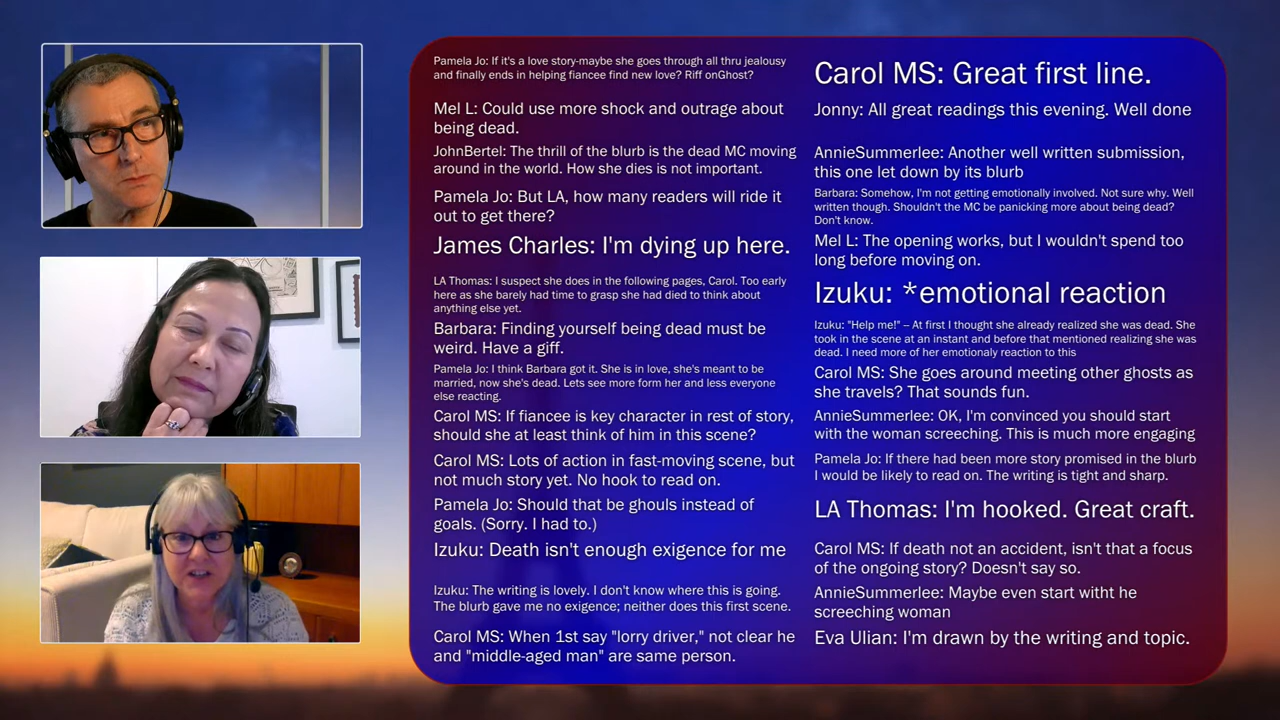 Pamela Jo: If it's a love story-maybe she goes through all thru jealousy
and finally ends in helping fiancee find new love? Riff onGhost?
Mel L: Could use more shock and outrage about
being dead.
JohnBertel: The thrill of the blurb is the dead MC moving
around in the world. How she dies is not important.
Pamela Jo: But LA, how many readers will ride it
out to get there?
James Charles: I'm dying up here.
LA Thomas: I suspect she does in the following pages, Carol. Too early
here as she barely had time to grasp she had died to think about
anything else yet.
Barbara: Finding yourself being dead must be
weird. Have a giff.
Pamela Jo: I think Barbara got it. She is in love, she's meant to be
married, now she's dead. Lets see more form her and less everyone
else reacting.
Carol MS: If fiancee is key character in rest of story,
should she at least think of him in this scene?
Carol MS: Lots of action in fast-moving scene, but
not much story yet. No hook to read on.
Pamela Jo: Should that be ghouls instead of
goals. (Sorry. I had to.)
Izuku: Death isn't enough exigence for me
Izuku: The writing is lovely. I don't know where this is going.
The blurb gave me no exigence; neither does this first scene.
Carol MS: When 1st say "lorry driver," not clear he
and "middle-aged man" are same person.
Carol MS: Great first line.
Jonny: All great readings this evening. Well done
AnnieSummerlee: Another well written submission,
this one let down by its blurb
Barbara: Somehow, I'm not getting emotionally involved. Not sure why. Well
written though. Shouldn't the MC be panicking more about being dead?
Don't know.
Mel L: The opening works, but I wouldn't spend too
long before moving on.
Izuku: *emotional reaction
Izuku: "Help me!" – At first I thought she already realized she was dead. She
took in the scene at an instant and before that mentioned realizing she was
dead. I need more of her emotionaly reaction to this
Carol MS: She goes around meeting other ghosts as
she travels? That sounds fun.
AnnieSummerlee: OK, I'm convinced you should start
with the woman screeching. This is much more engaging
Pamela Jo: If there had been more story promised in the blurb
I would be likely to read on. The writing is tight and sharp.
LA Thomas: I'm hooked. Great craft.
Carol MS: If death not an accident, isn't that a focus
of the ongoing story? Doesn't say so.
AnnieSummerlee: Maybe even start witht he
screeching woman
Eva Ulian: I'm drawn by the writing and topic.